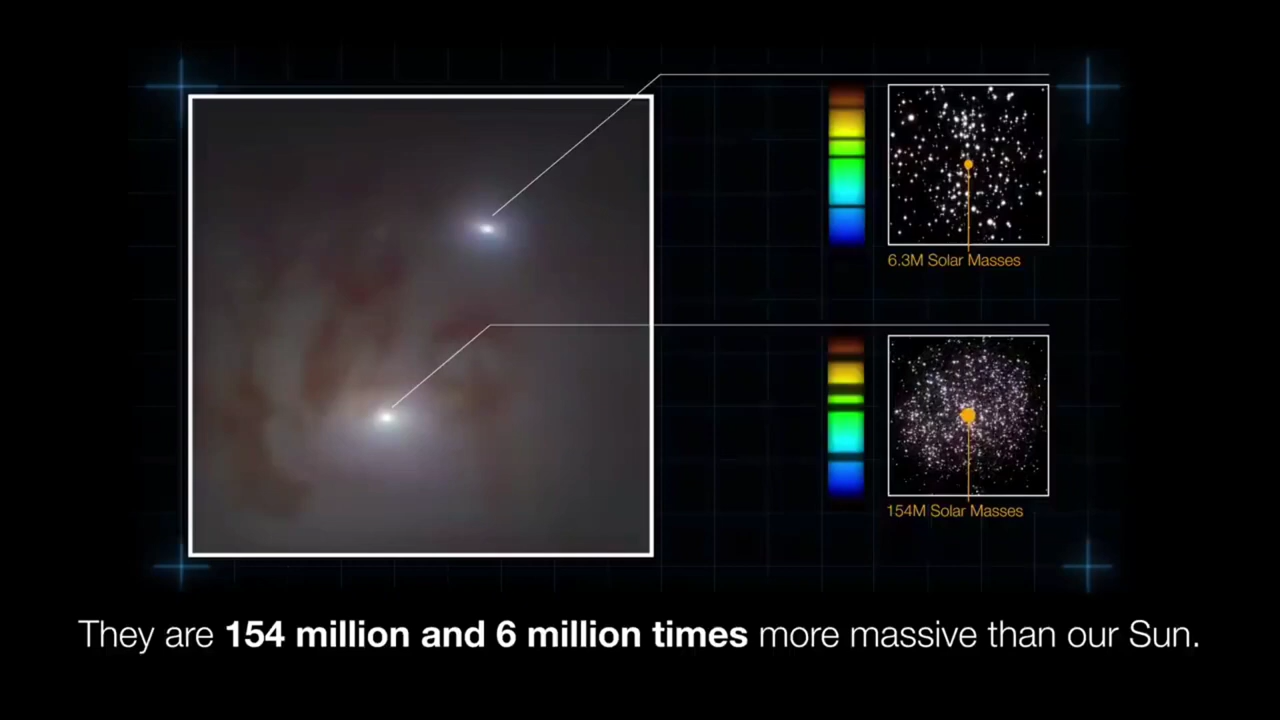 6.3M Solar Masses
154M Solar Masses
They are 154 million and 6 million times more massive than our Sun.